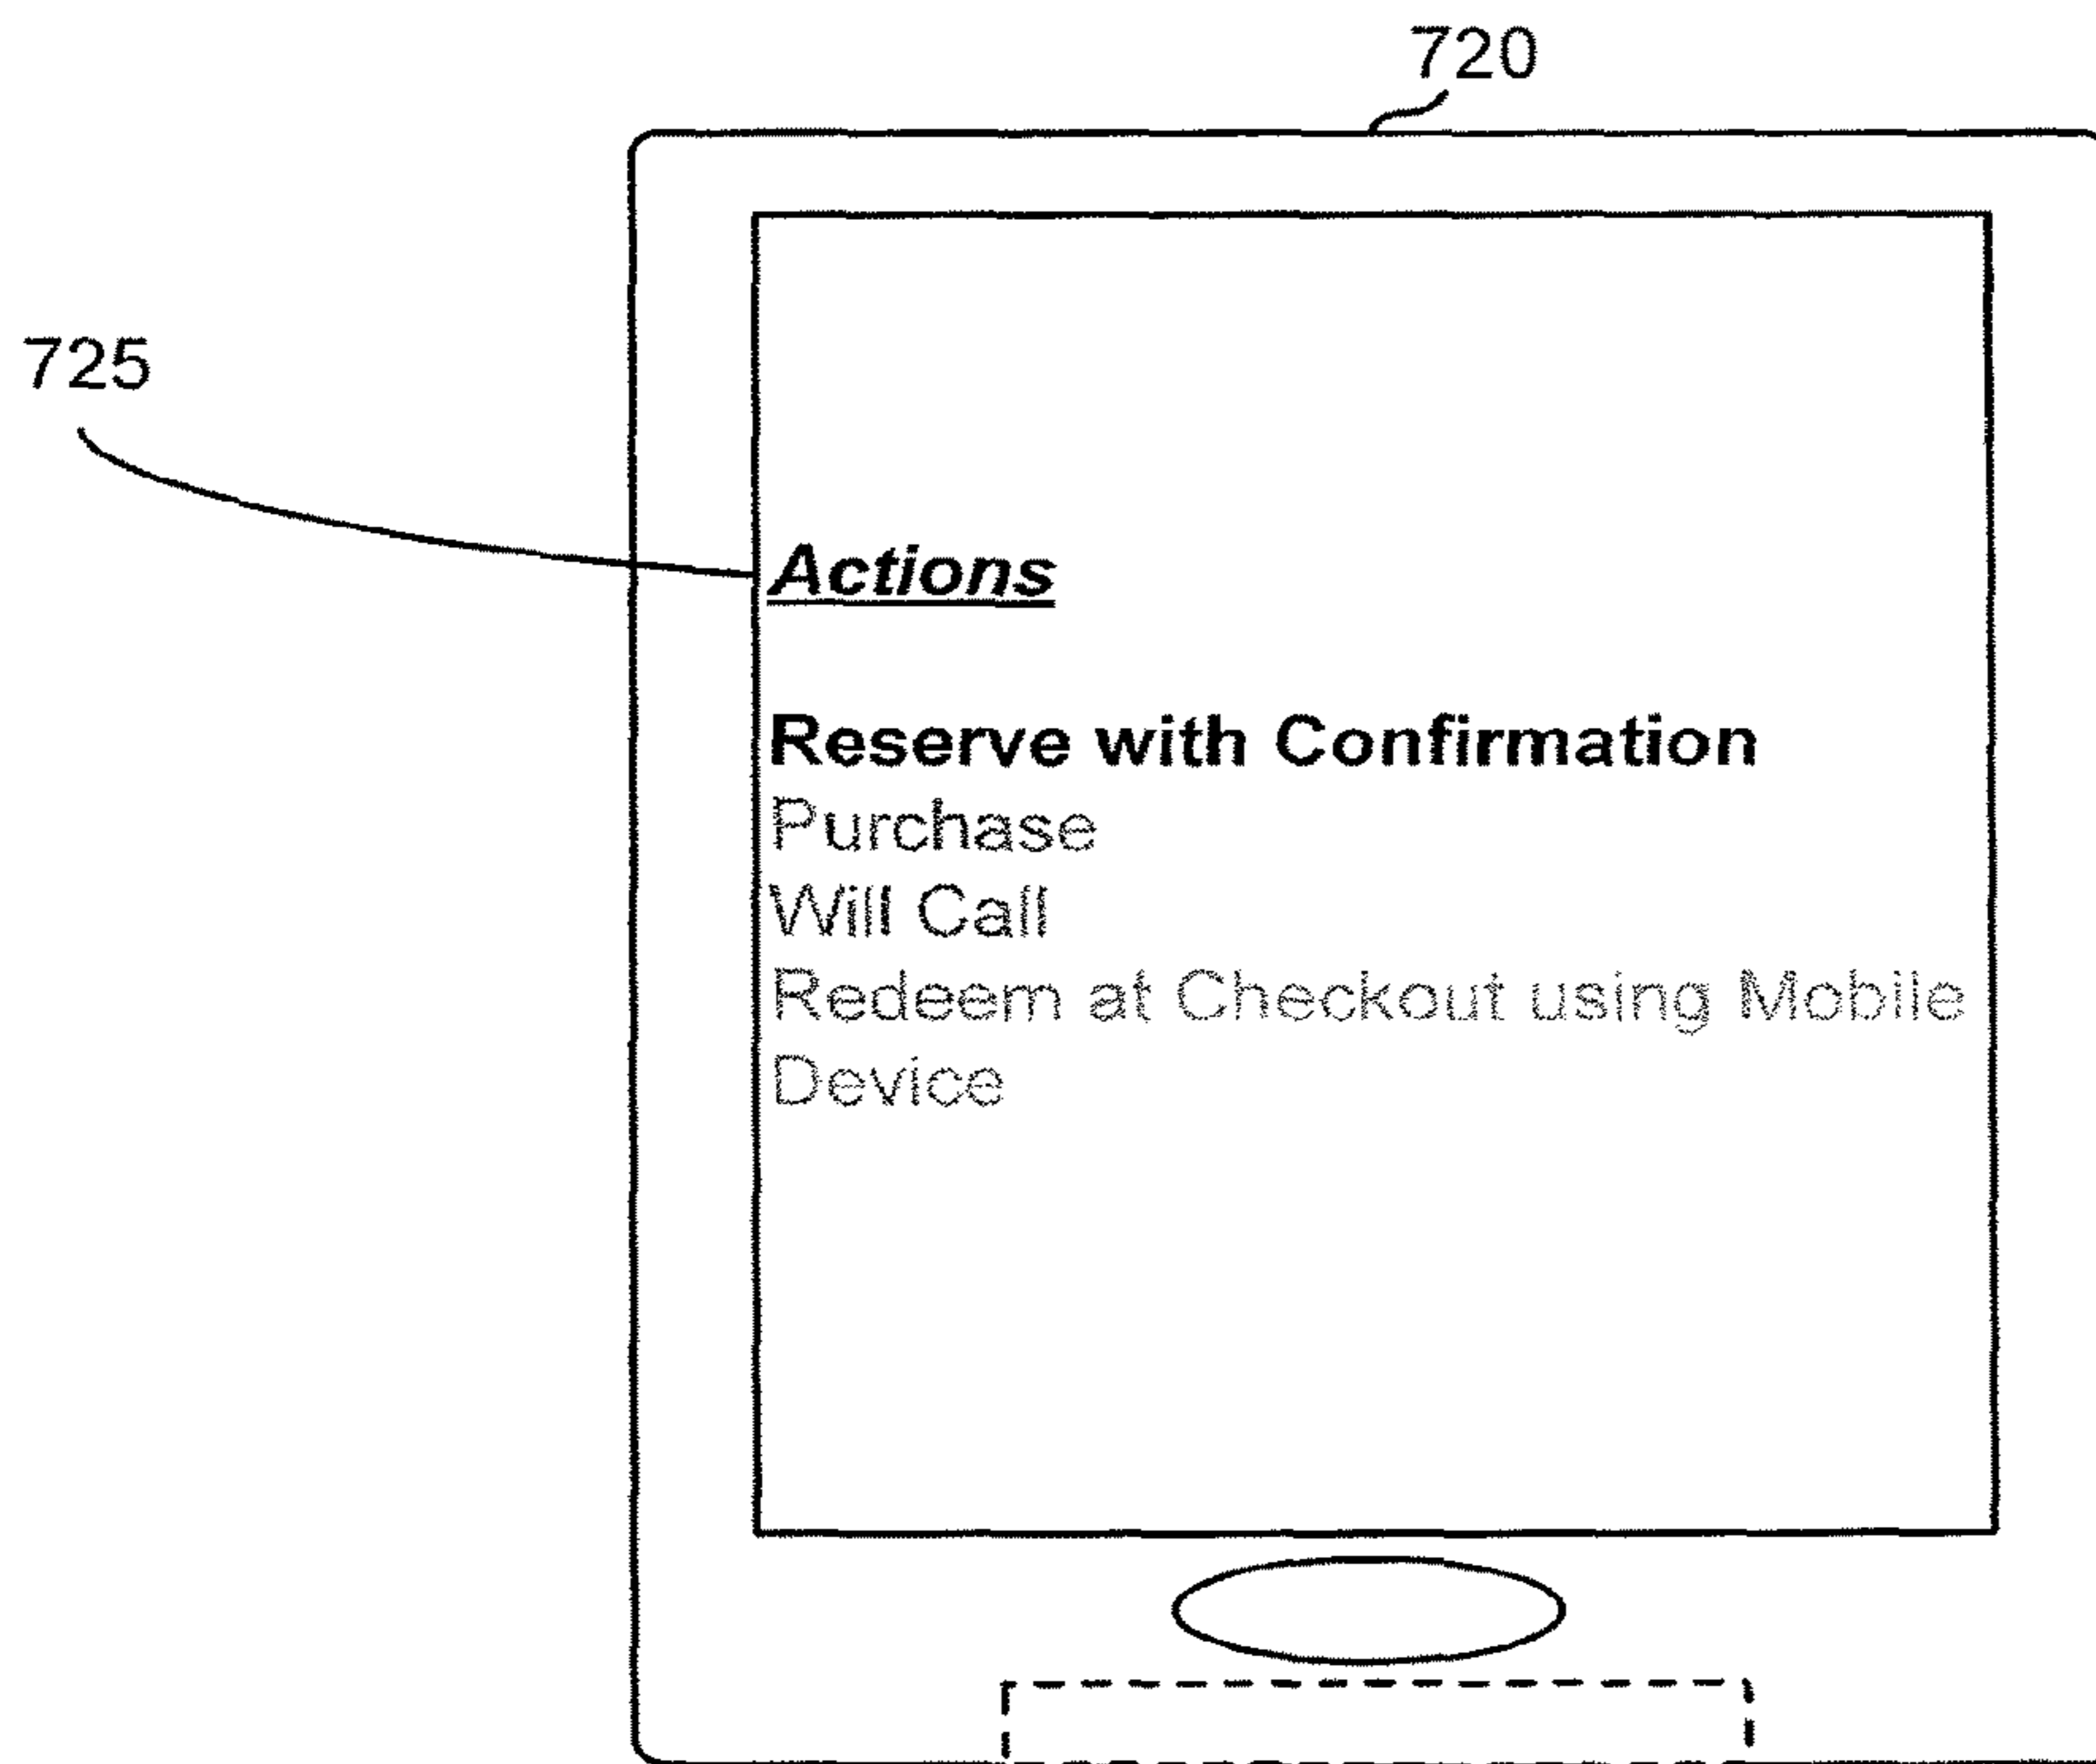 720
725
Actions
Reserve with Confirmation
Purchase
Will Call
Redeem at Checkout using Mobile
Device